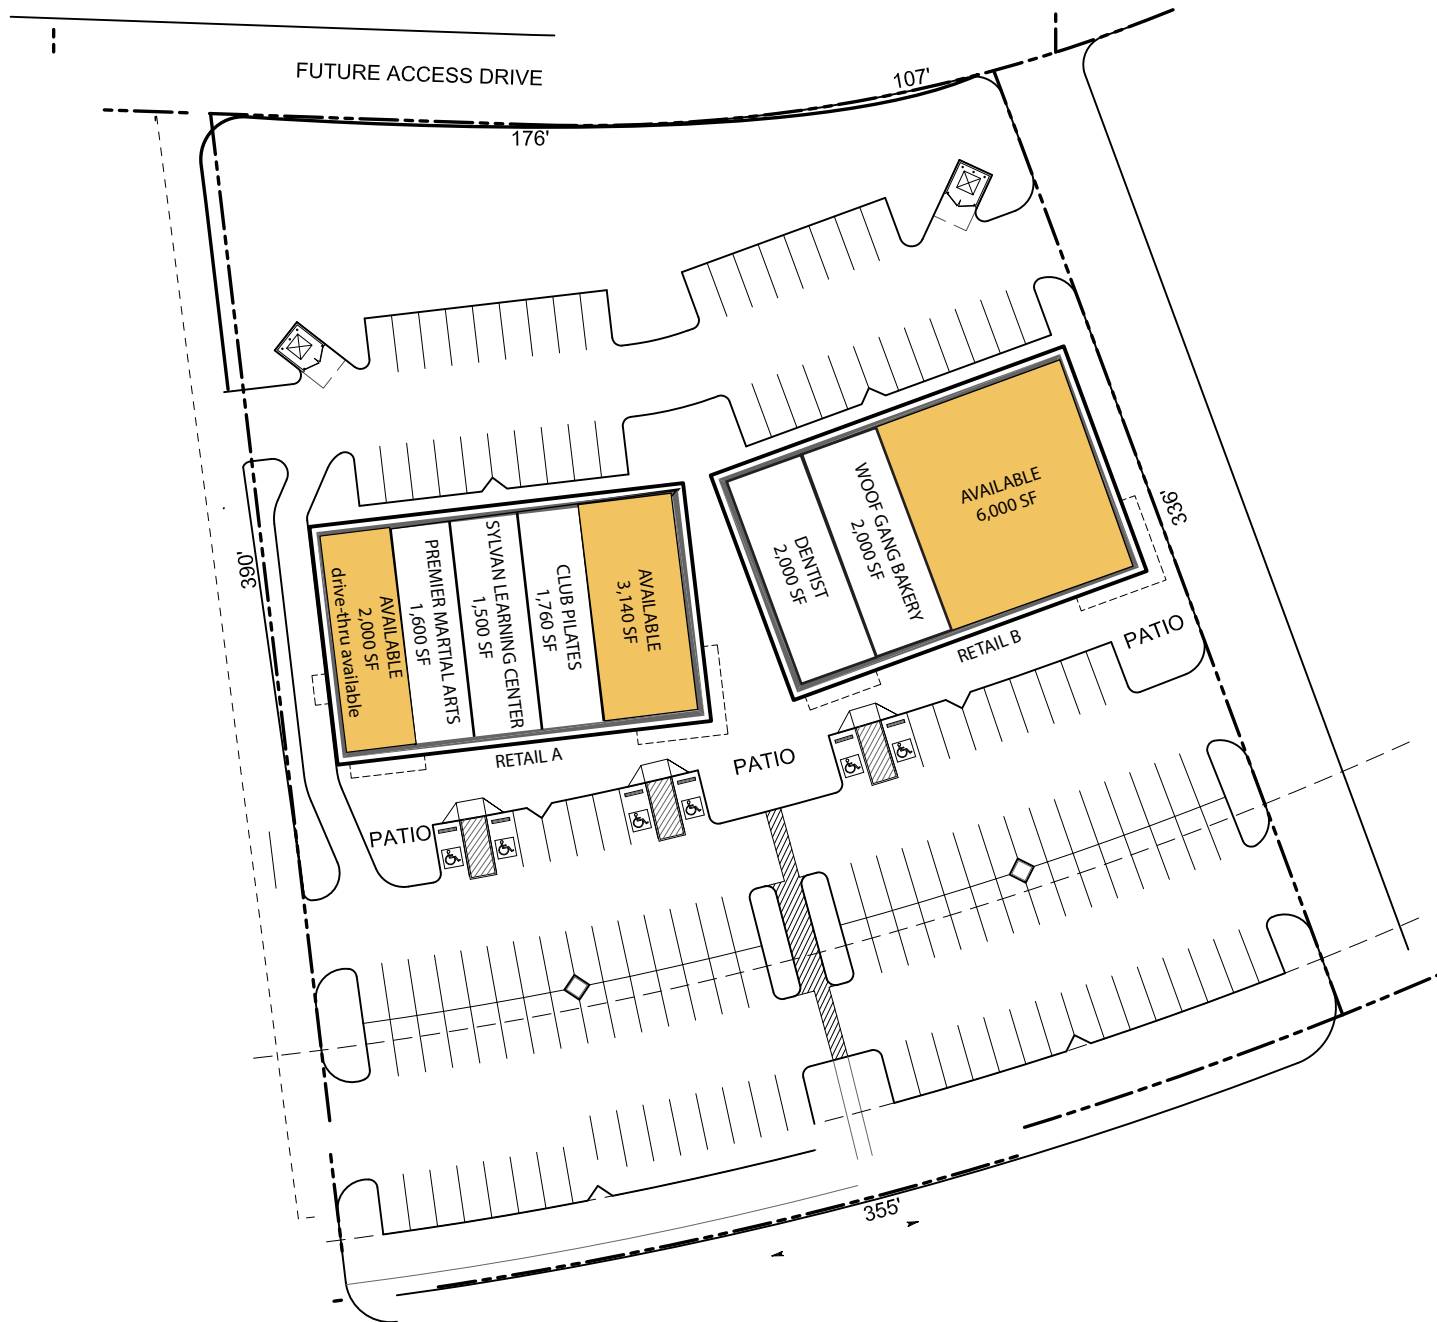 FUTURE ACCESS DRIVE
107'
176'
390'
336'
AVAILABLE
2,000 SF
drive-thru available
PREMIER MARTIAL ARTS
1,600 SF
SYLVAN LEARNING CENTER
1,500 SF
CLUB PILATES
1,760 SF
AVAILABLE
3,140 SF
RETAIL A
DENTIST
2,000 SF
WOOF GANG BAKERY
2,000 SF
AVAILABLE
6,000 SF
RETAIL B
PATIO
PATIO
PATIO
355'